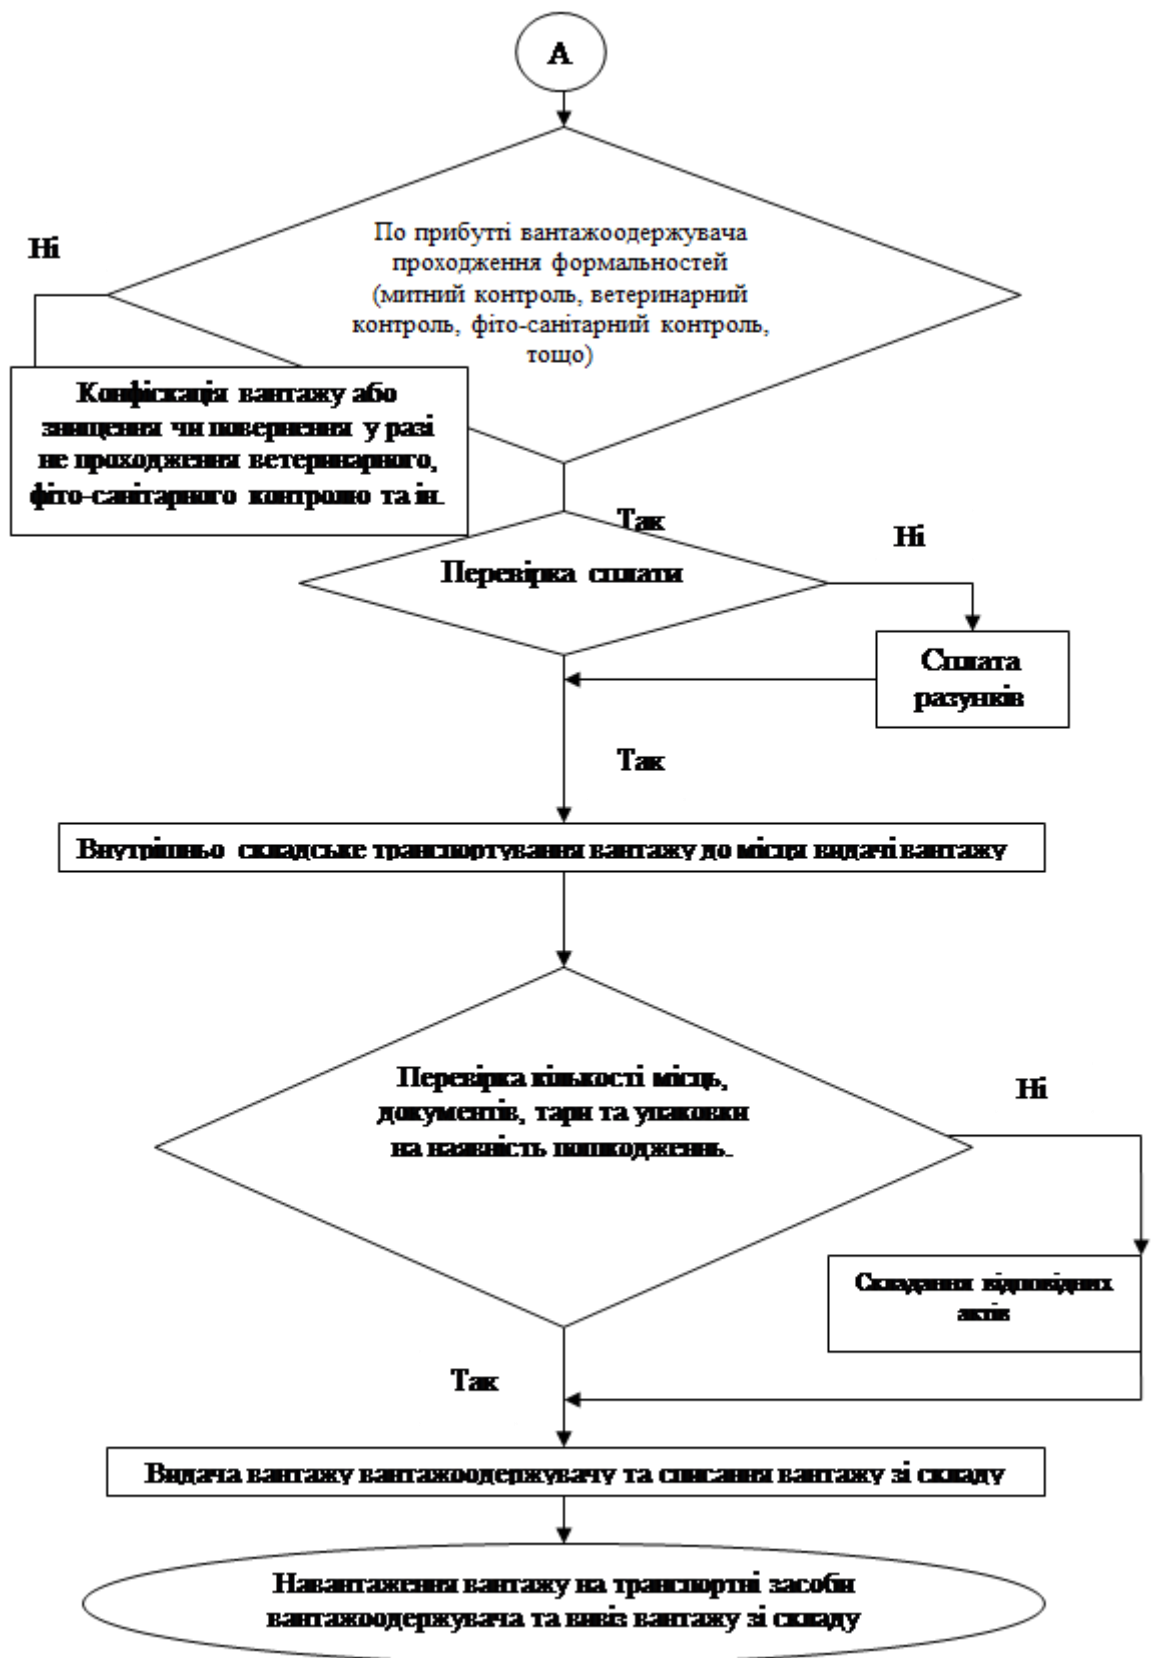 А
По прибутті вантажоодержувача
проходження формальностей
(митний контроль, ветеринарний
контроль, фіто-санітарний контроль,
тощо)
Ні
Конфіскація вантажу або
знищення чи повернення у разі
не проходження ветеринарного,
фіто-санітарного контролю та ін.
Так
Перевірка сплати
Ні
Сплата
разунків
Так
Внутрішньо складське транспортування вантажу до місця видачі вантажу
Перевірка кількості місць,
документів, тари та упаковки
на наявність пошкодженнь.
Ні
Складання відповідних
актів
Так
Видача вантажу вантажоодержувачу та списання вантажу зі складу
Навантаження вантажу на транспортні засоби
вантажоодержувача та вивіз вантажу зі складу